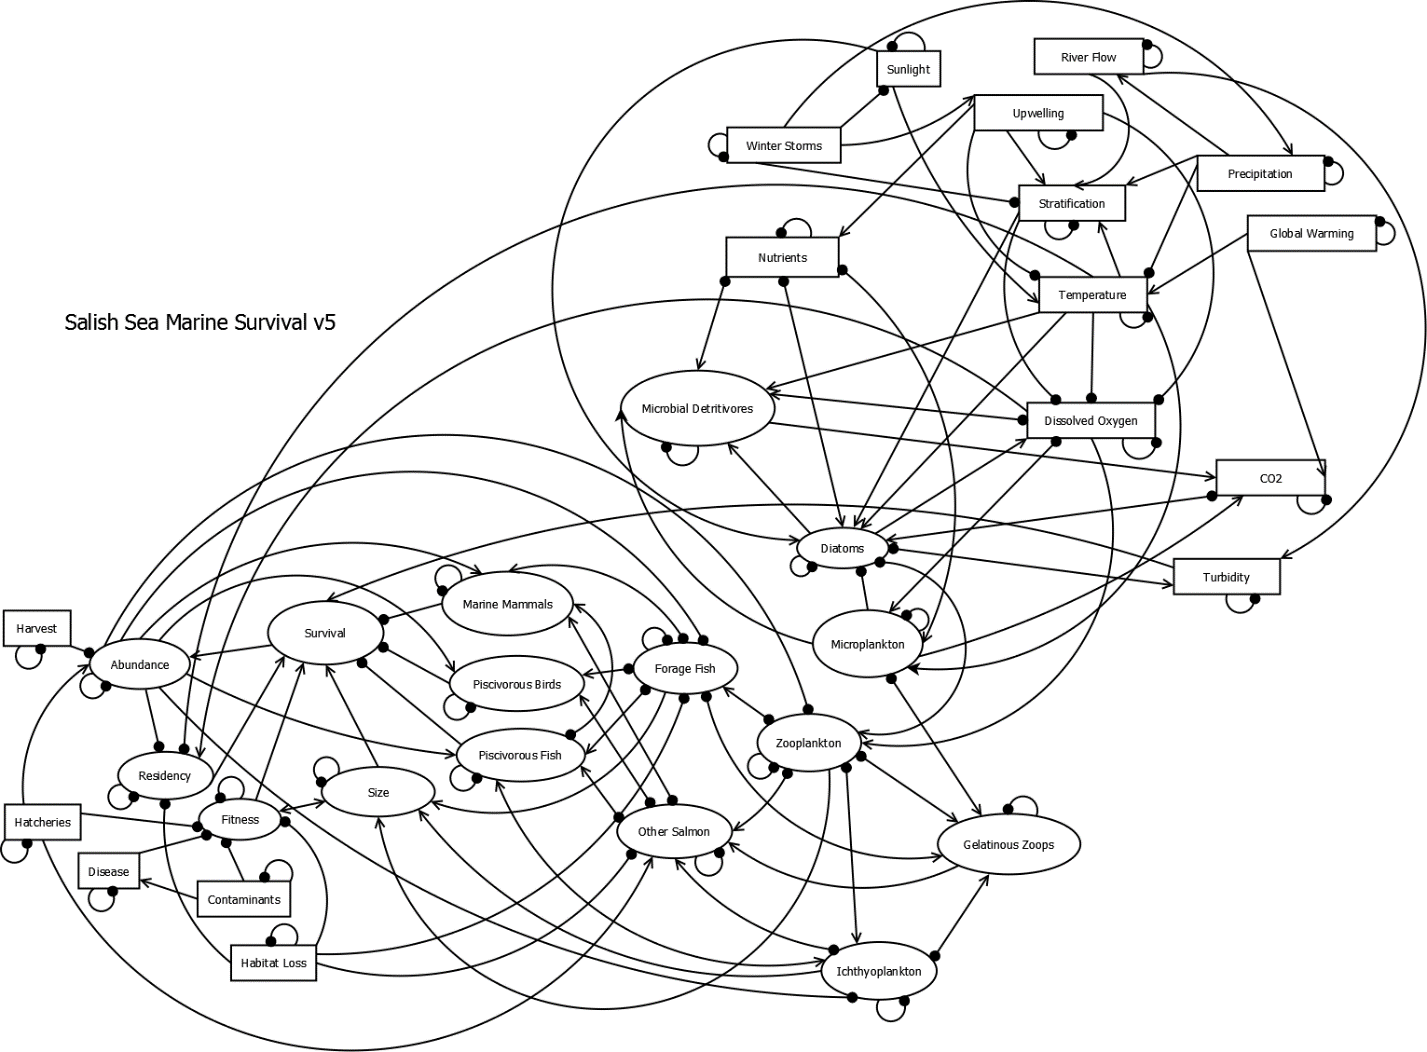 Sunlight
River Flow
Upwelling
Winter Storms
Precipitation
Stratification
Global Warming
Nutrients
Temperature
Salish Sea Marine Survival v5
Microbial Detritivores
Dissolved Oxygen
CO2
Diatoms
Turbidity
Marine Mammals
Harvest
Survival
Microplankton
Abundance
Forage Fish
Piscivorous Birds
Zooplankton
Piscivorous Fish
Residency
Size
Hatcheries
Fitness
Other Salmon
Gelatinous Zoops
Disease
Contaminants
Habitat Loss
Ichthyoplankton